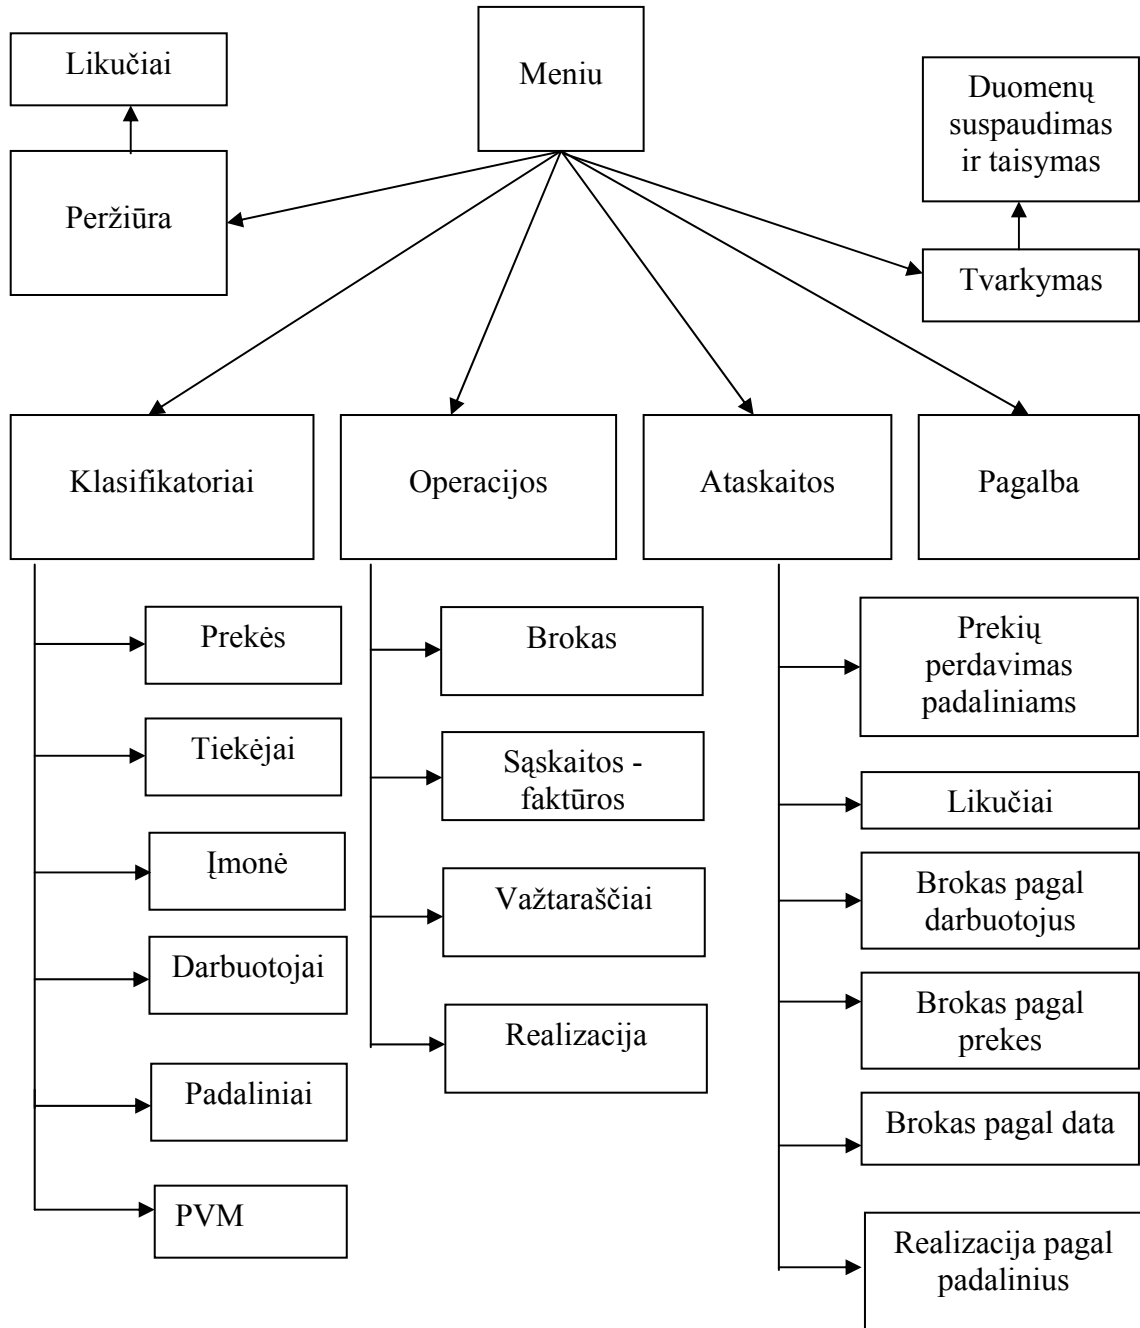 Likučiai
Meniu
Duomenų
suspaudimas
ir taisymas
Peržiūra
Tvarkymas
Klasifikatoriai
Operacijos
Ataskaitos
Pagalba
Prekės
Tiekėjai
Įmonė
Darbuotojai
Padaliniai
PVM
Brokas
Sąskaitos -
faktūros
Važtaraščiai
Realizacija
Prekių
perdavimas
padaliniams
Likučiai
Brokas pagal
darbuotojus
Brokas pagal
prekes
Brokas pagal data
Realizacija pagal
padalinius